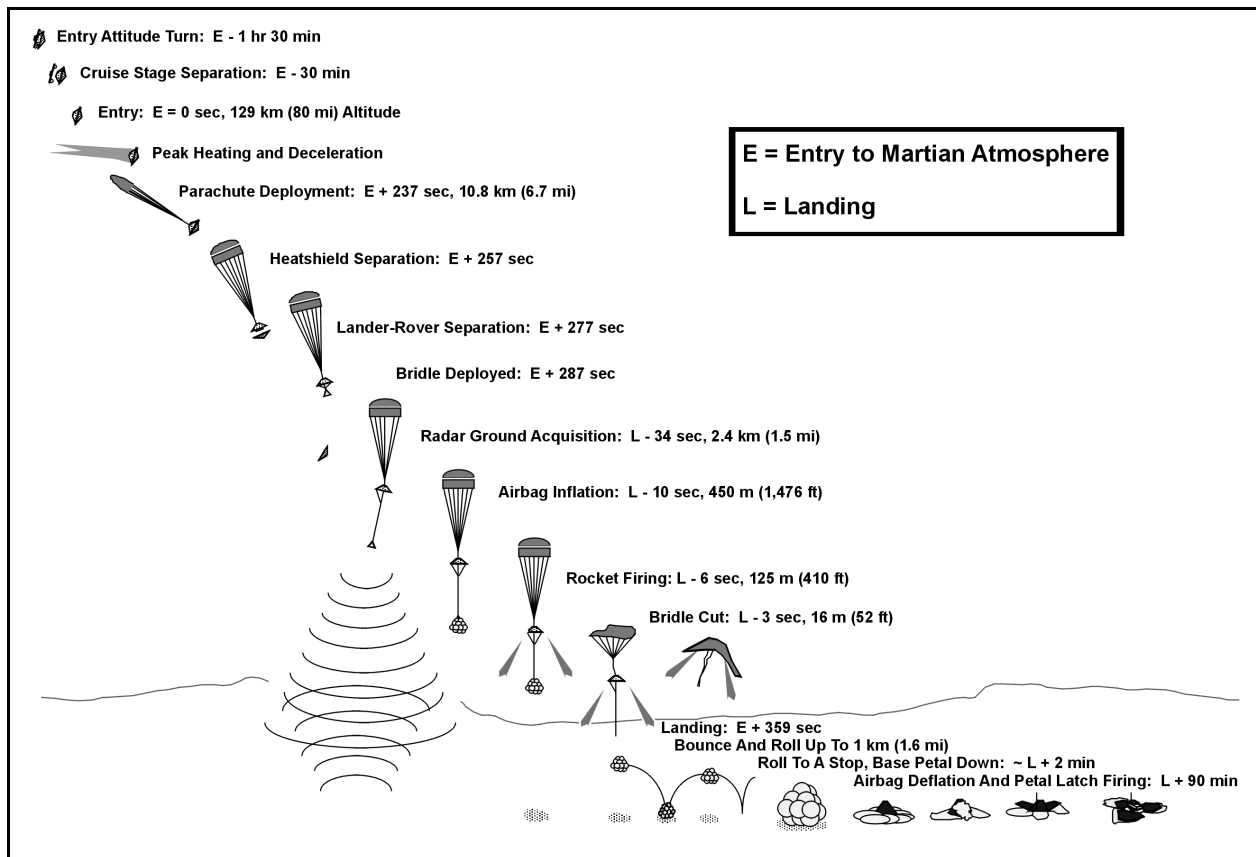 Entry Attitude Turn: E - 1 hr 30 min
Cruise Stage Separation: E - 30 min
Entry: E = 0 sec, 129 km (80 mi) Altitude
Peak Heating and Deceleration
E = Entry to Martian Atmosphere
L = Landing
Parachute Deployment: E + 237 sec, 10.8 km (6.7 mi)
Heatshield Separation: E + 257 sec
Lander-Rover Separation: E + 277 sec
Bridle Deployed: E + 287 sec
Radar Ground Acquisition: L - 34 sec, 2.4 km (1.5 mi)
Airbag Inflation: L - 10 sec, 450 m (1,476 ft)
Rocket Firing: L - 6 sec, 125 m (410 ft)
Bridle Cut: L - 3 sec, 16 m (52 ft)
Landing: E + 359 sec
Bounce And Roll Up To 1 km (1.6 mi)
Roll To A Stop, Base Petal Down: ~ L + 2 min
Airbag Deflation And Petal Latch Firing: L + 90 min